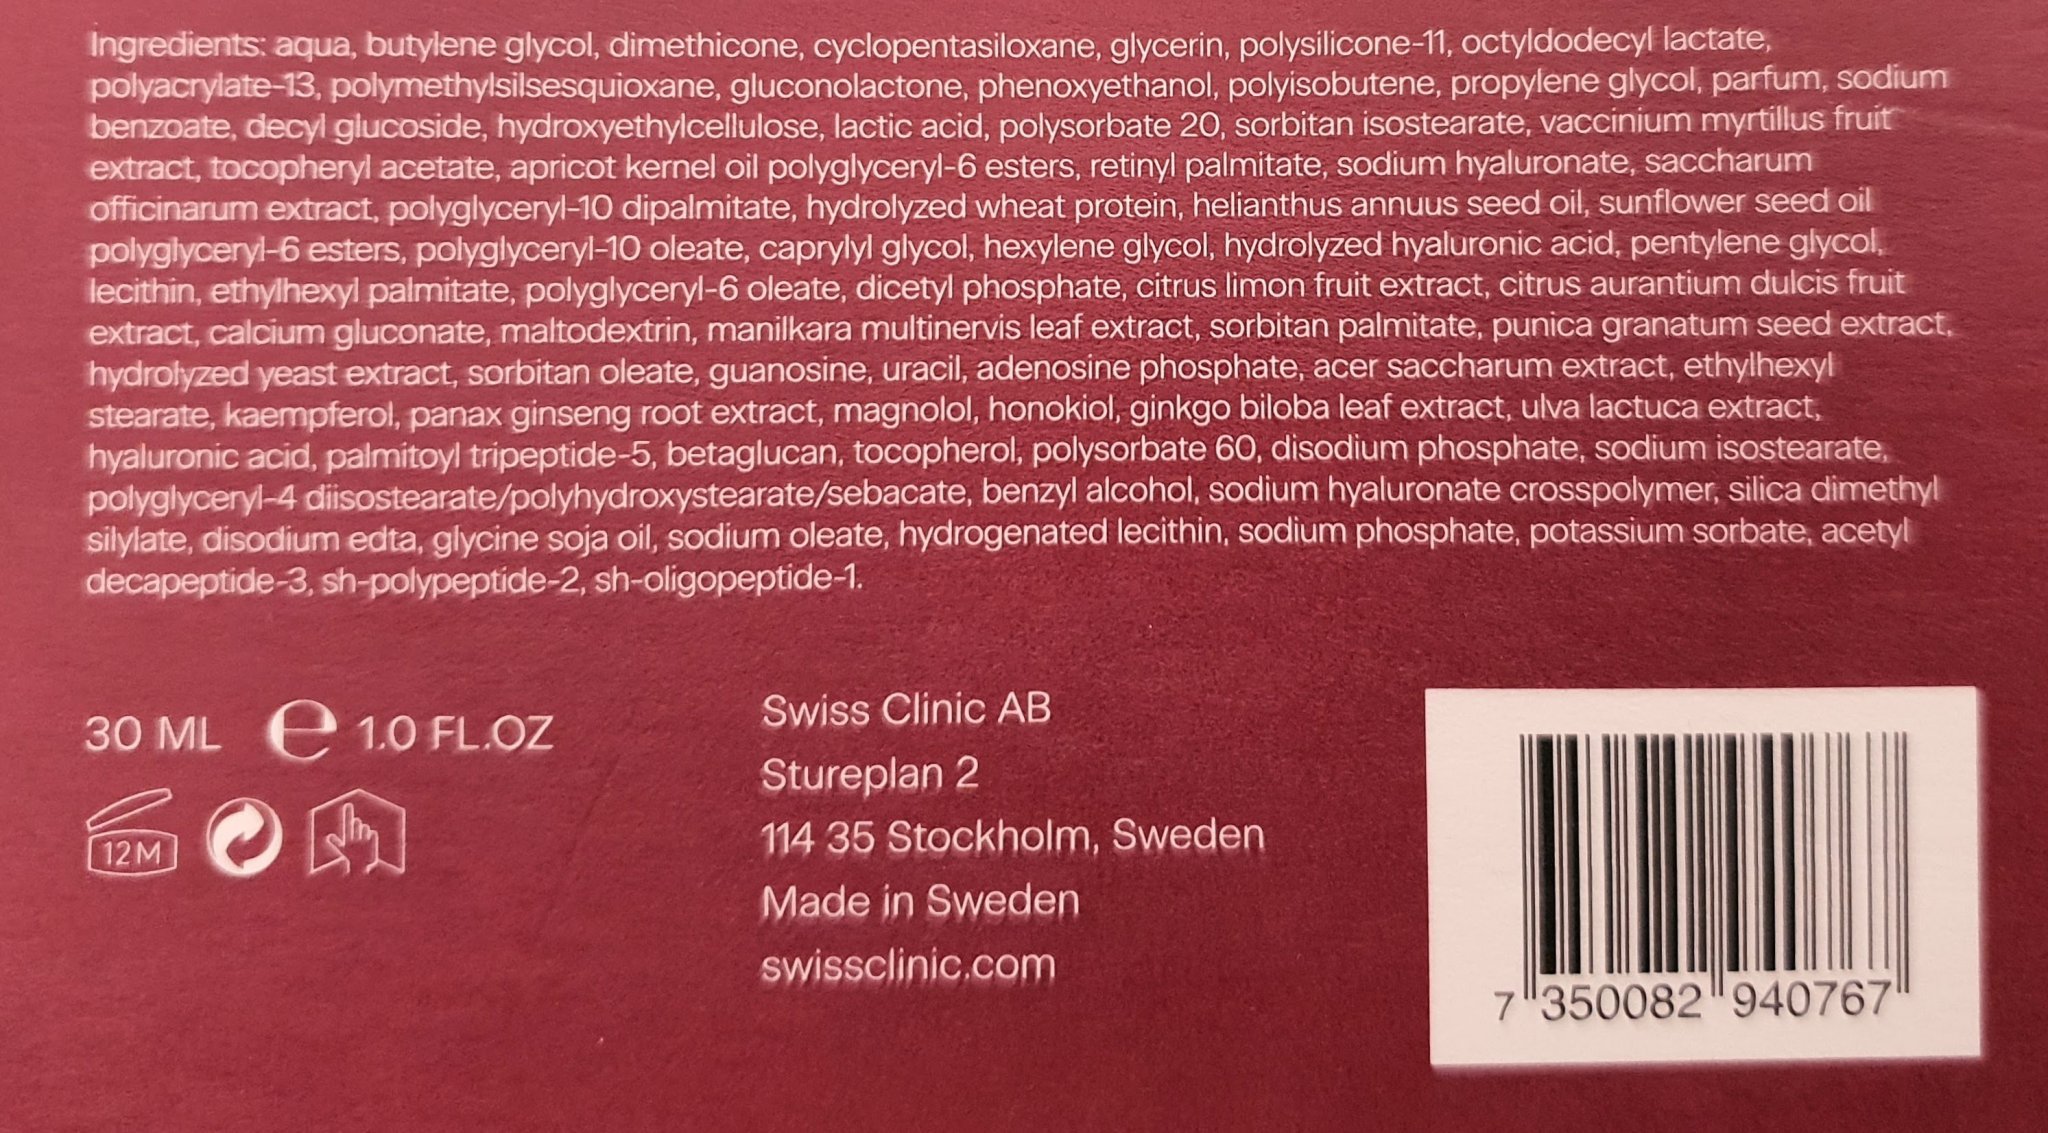 Ingredients: aqua, butylene glycol, dimethicone, cyclopentasiloxane, glycerin, polysilicone-11, octyldodecyl lactate,
polyacrylate-13, polymethylsilsesquioxane, gluconolactone, phenoxyethanol, polyisobutene, propylene glycol, parfum, sodium
benzoate, decyl glucoside, hydroxyethylcellulose, lactic acid, polysorbate 20, sorbitan isostearate, vaccinium myrtillus fruit
extract, tocopheryl acetate, apricot kernel oil polyglyceryl-6 esters, retinyl palmitate, sodium hyaluronate, saccharum
officinarum extract, polyglyceryl-10 dipalmitate, hydrolyzed wheat protein, helianthus annuus seed oil, sunflower seed oil
polyglyceryl-6 esters, polyglyceryl-10 oleate, caprylyl glycol, hexylene glycol, hydrolyzed hyaluronic acid, pentylene glycol,
lecithin, ethylhexyl palmitate, polyglyceryl-6 oleate, dicetyl phosphate, citrus limon fruit extract, citrus aurantium dulcis fruit
extract, calcium gluconate, maltodextrin, manilkara multinervis leaf extract, sorbitan palmitate, punica granatum seed extract,
hydrolyzed yeast extract, sorbitan oleate, guanosine, uracil, adenosine phosphate, acer saccharum extract, ethylhexyl
stearate, kaempferol, panax ginseng root extract, magnolol, honokiol, ginkgo biloba leaf extract, ulva lactuca extract,
hyaluronic acid, palmitoyl tripeptide-5, betaglucan, tocopherol, polysorbate 60, disodium phosphate, sodium isostearate,
polyglyceryl-4 diisostearate/polyhydroxystearate/sebacate, benzyl alcohol, sodium hyaluronate crosspolymer, silica dimethyl
silylate, disodium edta, glycine soja oil, sodium oleate, hydrogenated lecithin, sodium phosphate, potassium sorbate, acetyl
decapeptide-3, sh-polypeptide-2, sh-oligopeptide-1.
30 ML e 1.0 FL.OZ
12M
Swiss Clinic AB
Stureplan 2
114 35 Stockholm, Sweden
Made in Sweden
swissclinic.com
7 350082 940767